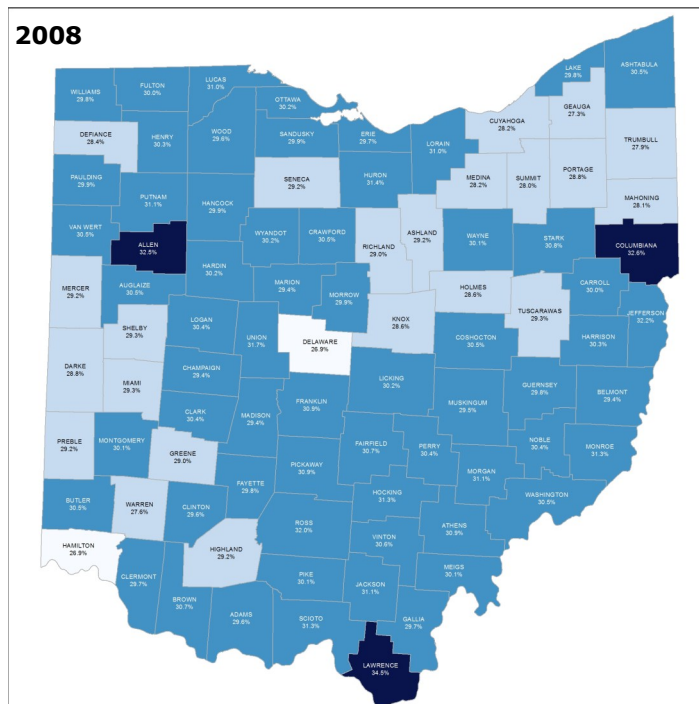 2008
LAKE
29.8%
ASHTABULA
30.5%
LUCAS
31.0%
FULTON
30.0%
WILLIAMS
29.8%
OTTAWA
30.2%
GEAUGA
27.3%
CUYAHOGA
28.2%
DEFIANCE
28.4%
HENRY
30.3%
WOOD
29.6%
SANDUSKY
29.9%
ERIE
29.7%
LORAIN
31.0%
TRUMBULL
27.9%
SENECA
29.2%
HURON
31.4%
MEDINA
28.2%
SUMMIT
28.0%
PORTAGE
28.8%
PAULDING
29.9%
PUTNAM
31.1%
HANCOCK
29.9%
MAHONING
28.1%
VAN WERT
30.5%
ALLEN
32.5%
WYANDOT
30.2%
CRAWFORD
30.5%
RICHLAND
29.0%
ASHLAND
29.2%
WAYNE
30.1%
STARK
30.8%
COLUMBIANA
32.6%
HARDIN
30.2%
MERCER
29.2%
AUGLAIZE
30.5%
MARION
29.4%
MORROW
29.9%
HOLMES
28.6%
CARROLL
30.0%
TUSCARAWAS
29.3%
JEFFERSON
32.2%
LOGAN
30.4%
SHELBY
29.3%
UNION
31.7%
DELAWARE
26.9%
KNOX
28.6%
COSHOCTON
30.5%
HARRISON
30.3%
DARKE
28.8%
MIAMI
29.3%
CHAMPAIGN
29.4%
LICKING
30.2%
GUERNSEY
29.8%
BELMONT
29.4%
CLARK
30.4%
MADISON
29.4%
FRANKLIN
30.9%
MUSKINGUM
29.5%
PREBLE
29.2%
MONTGOMERY
30.1%
GREENE
29.0%
FAIRFIELD
30.7%
PERRY
30.4%
NOBLE
30.4%
MONROE
31.3%
PICKAWAY
30.9%
MORGAN
31.1%
FAYETTE
29.8%
BUTLER
30.5%
WARREN
27.6%
CLINTON
29.6%
HOCKING
31.3%
WASHINGTON
30.5%
ROSS
32.0%
ATHENS
30.9%
HAMILTON
26.9%
HIGHLAND
29.2%
VINTON
30.6%
CLERMONT
29.7%
PIKE
30.1%
MEIGS
30.1%
BROWN
30.7%
JACKSON
31.1%
ADAMS
29.6%
SCIOTO
31.3%
GALLIA
29.7%
LAWRENCE
34.5%